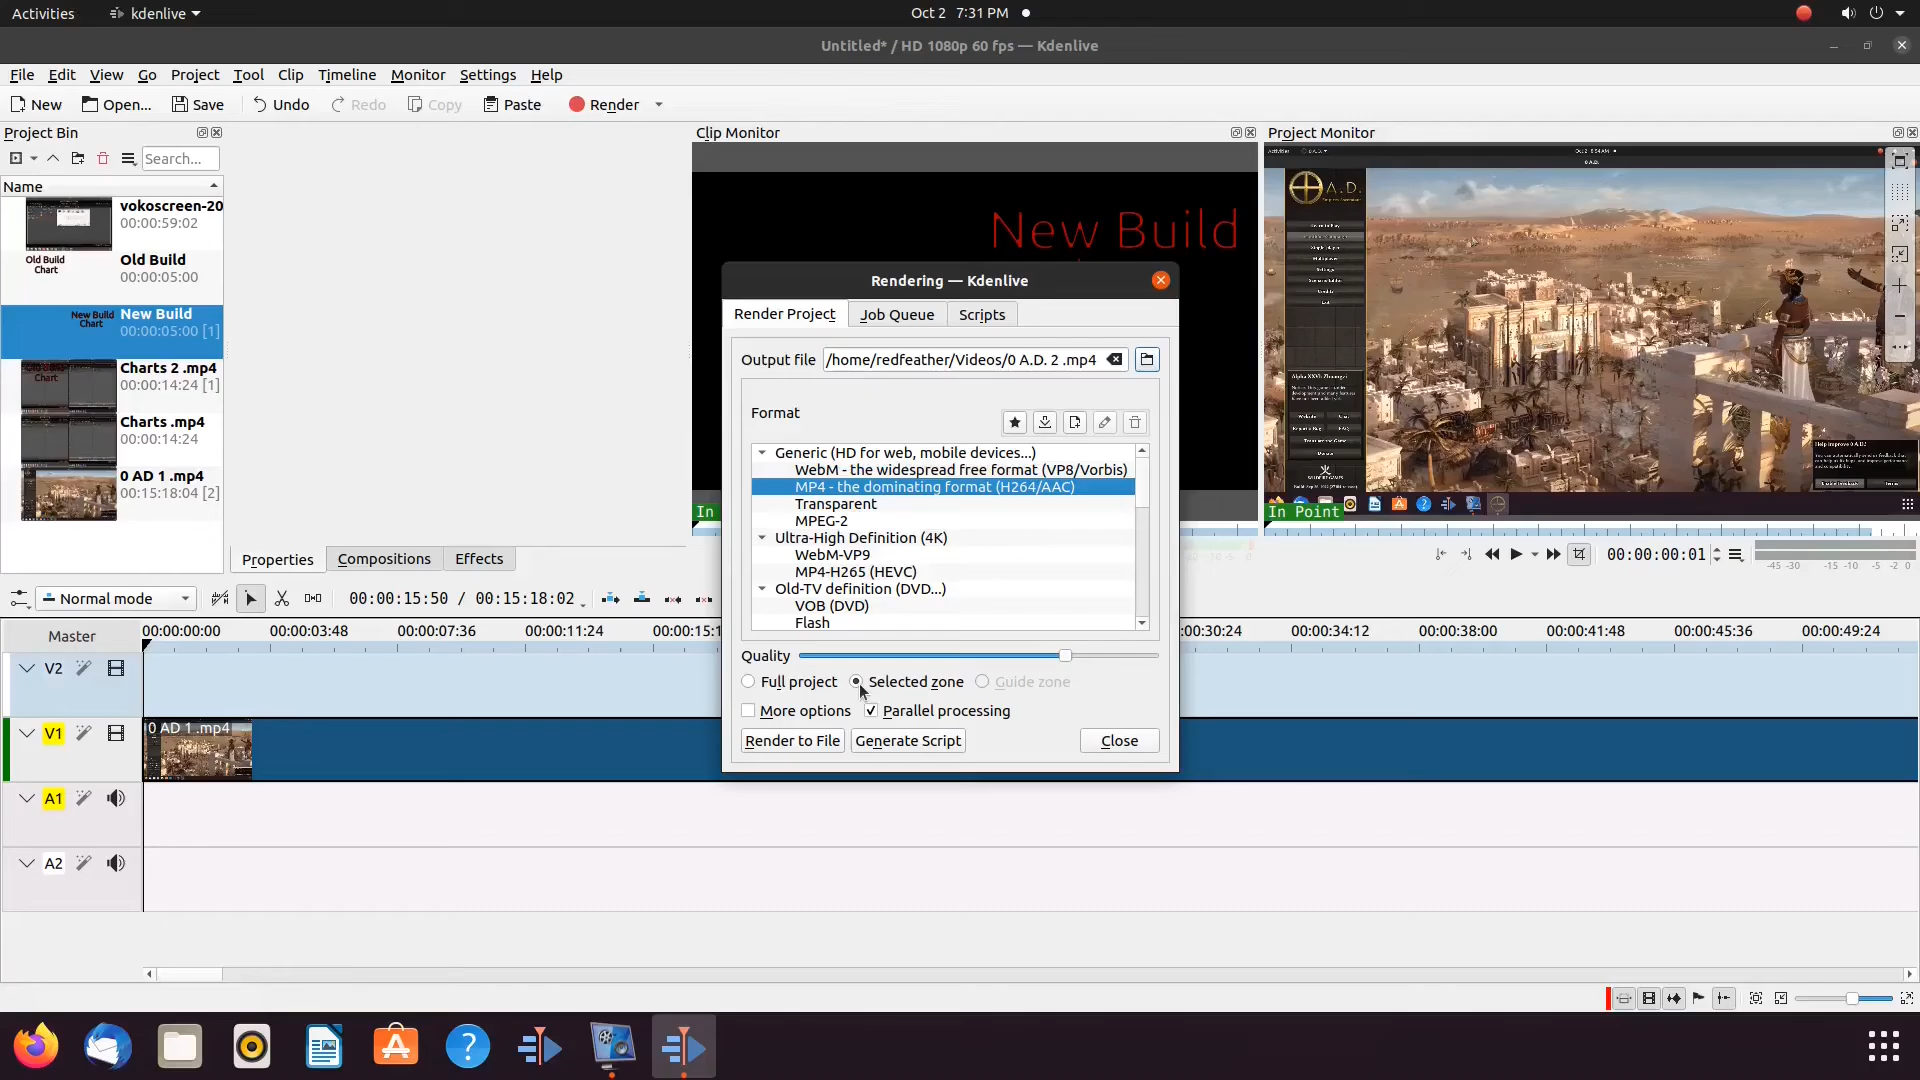 Activities kdenlive Oct 2 7:31 PM
Untitled* / HD 1080p 60 fps — Kdenlive
File Edit View Go Project Tool Clip Timeline Monitor Settings Help
New Open... Save Undo Redo Copy Paste Render
Project Bin Clip Monitor Project Monitor
Search...
Name
vokoscreen-20
00:00:59:02
Old Build
Chart
Old Build
00:00:05:00
New Build
Chart
New Build
00:00:05:00 [1]
Charts 2 .mp4
00:00:14:24 [1]
Charts .mp4
00:00:14:24
0 AD 1 .mp4
00:15:18:04 [2]
Properties Compositions Effects
New Build
In
A.D.
In Point
00:00:00:01
-45 -30 -15 -10 -5 -2 0
Rendering — Kdenlive
Render Project Job Queue Scripts
Output file /home/redfeather/Videos/0 A.D. 2 .mp4
Format
Generic (HD for web, mobile devices...)
WebM - the widespread free format (VP8/Vorbis)
MP4 - the dominating format (H264/AAC)
Transparent
MPEG-2
Ultra-High Definition (4K)
WebM-VP9
MP4-H265 (HEVC)
Old-TV definition (DVD...)
VOB (DVD)
Flash
Quality
Full project Selected zone Guide zone
More options Parallel processing
Render to File Generate Script Close
Normal mode 00:00:15:50 / 00:15:18:02
Master 00:00:00:00 00:00:03:48 00:00:07:36 00:00:11:24 00:00:15:1 :00:30:24 00:00:34:12 00:00:38:00 00:00:41:48 00:00:45:36 00:00:49:24
V2
V1 0 AD 1 .mp4
A1
A2